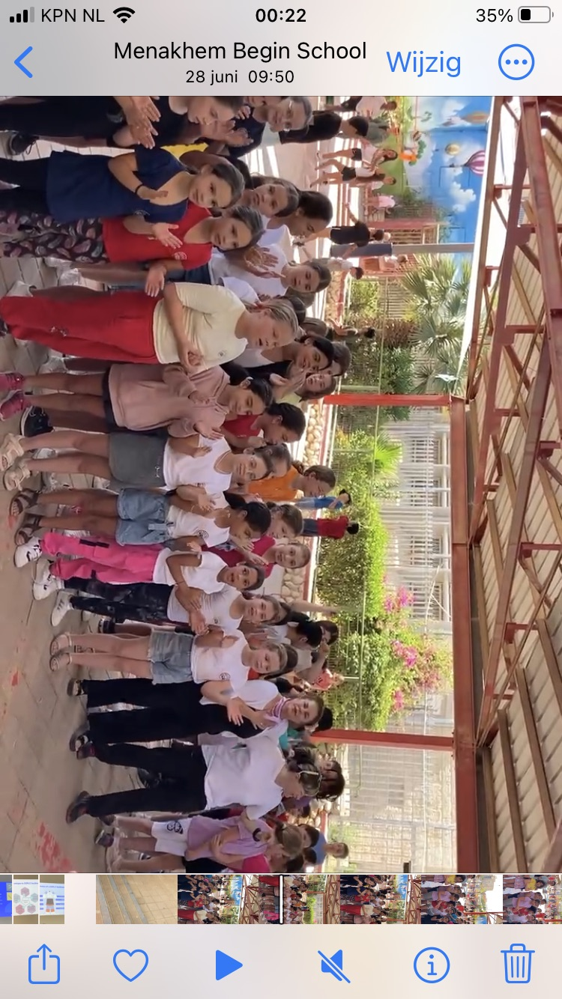 KPN NL
00:22
35%
Menakhem Begin School
28 juni 09:50
Wijzig